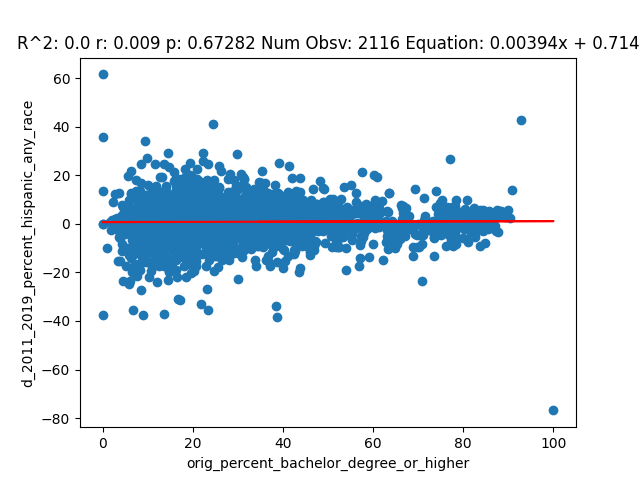 R^2: 0.0 r: 0.009 p: 0.67282 Num Obsv: 2116 Equation: 0.00394x + 0.714
60
40
20
0
−20
−40
−60
−80
d_2011_2019_percent_hispanic_any_race
0 20 40 60 80 100
orig_percent_bachelor_degree_or_higher